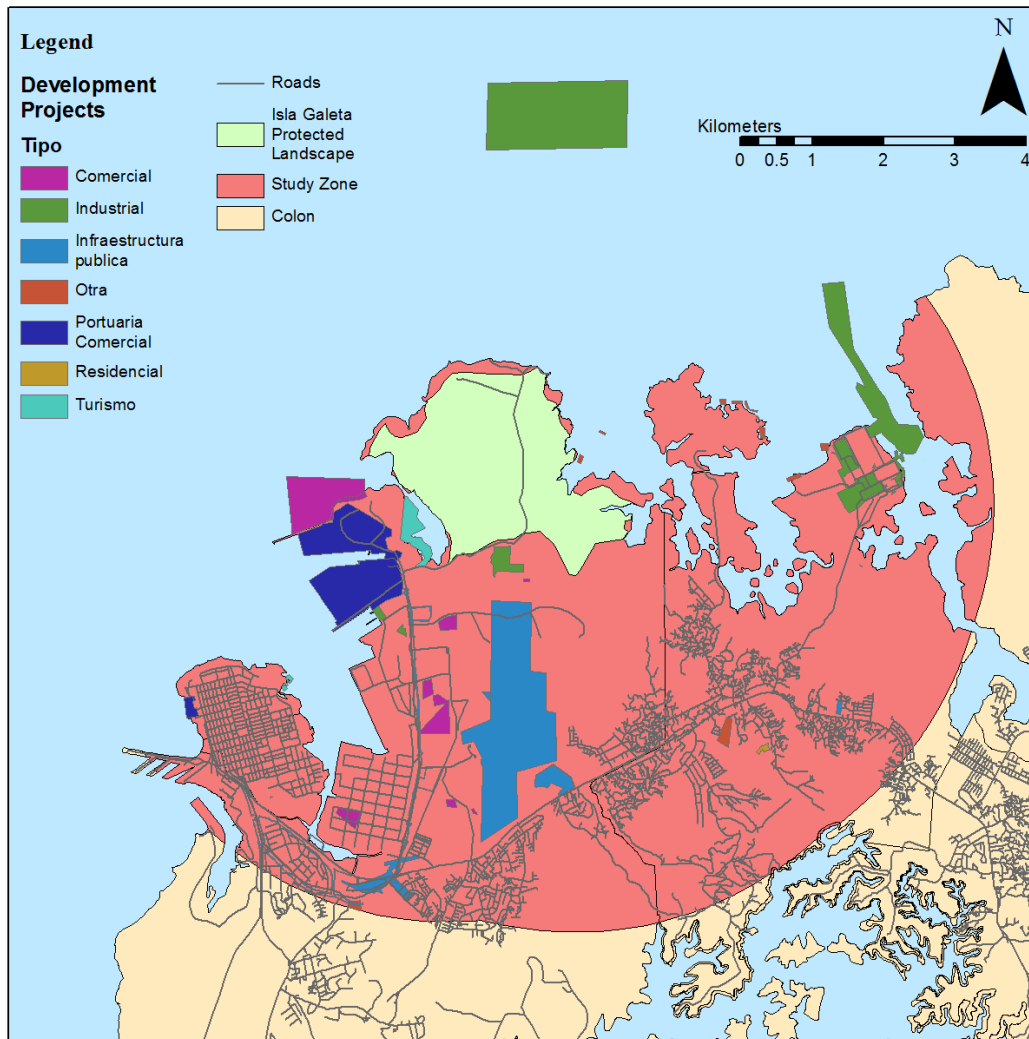 Legend
Development
Projects
Tipo
Comercial
Industrial
Infraestructura
publica
Otra
Portuaria
Comercial
Residencial
Turismo
Roads
Isla Galeta
Protected
Landscape
Study Zone
Colon
N
Kilometers
0 0.5 1 2 3 4